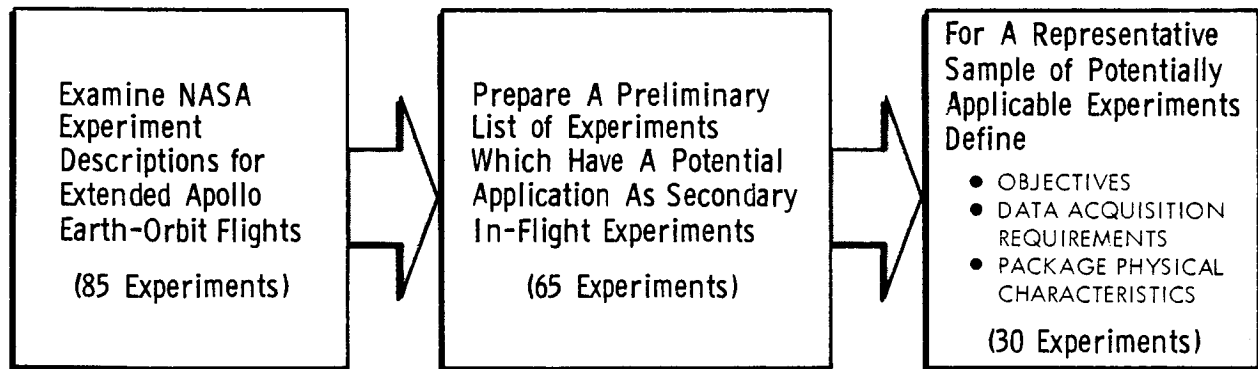 Examine NASA
Experiment
Descriptions for
Extended Apollo
Earth-Orbit Flights
(85 Experiments)
Prepare A Preliminary
List of Experiments
Which Have A Potential
Application As Secondary
In-Flight Experiments
(65 Experiments)
For A Representative
Sample of Potentially
Applicable Experiments
Define
● OBJECTIVES
● DATA ACQUISITION
REQUIREMENTS
● PACKAGE PHYSICAL
CHARACTERISTICS
(30 Experiments)